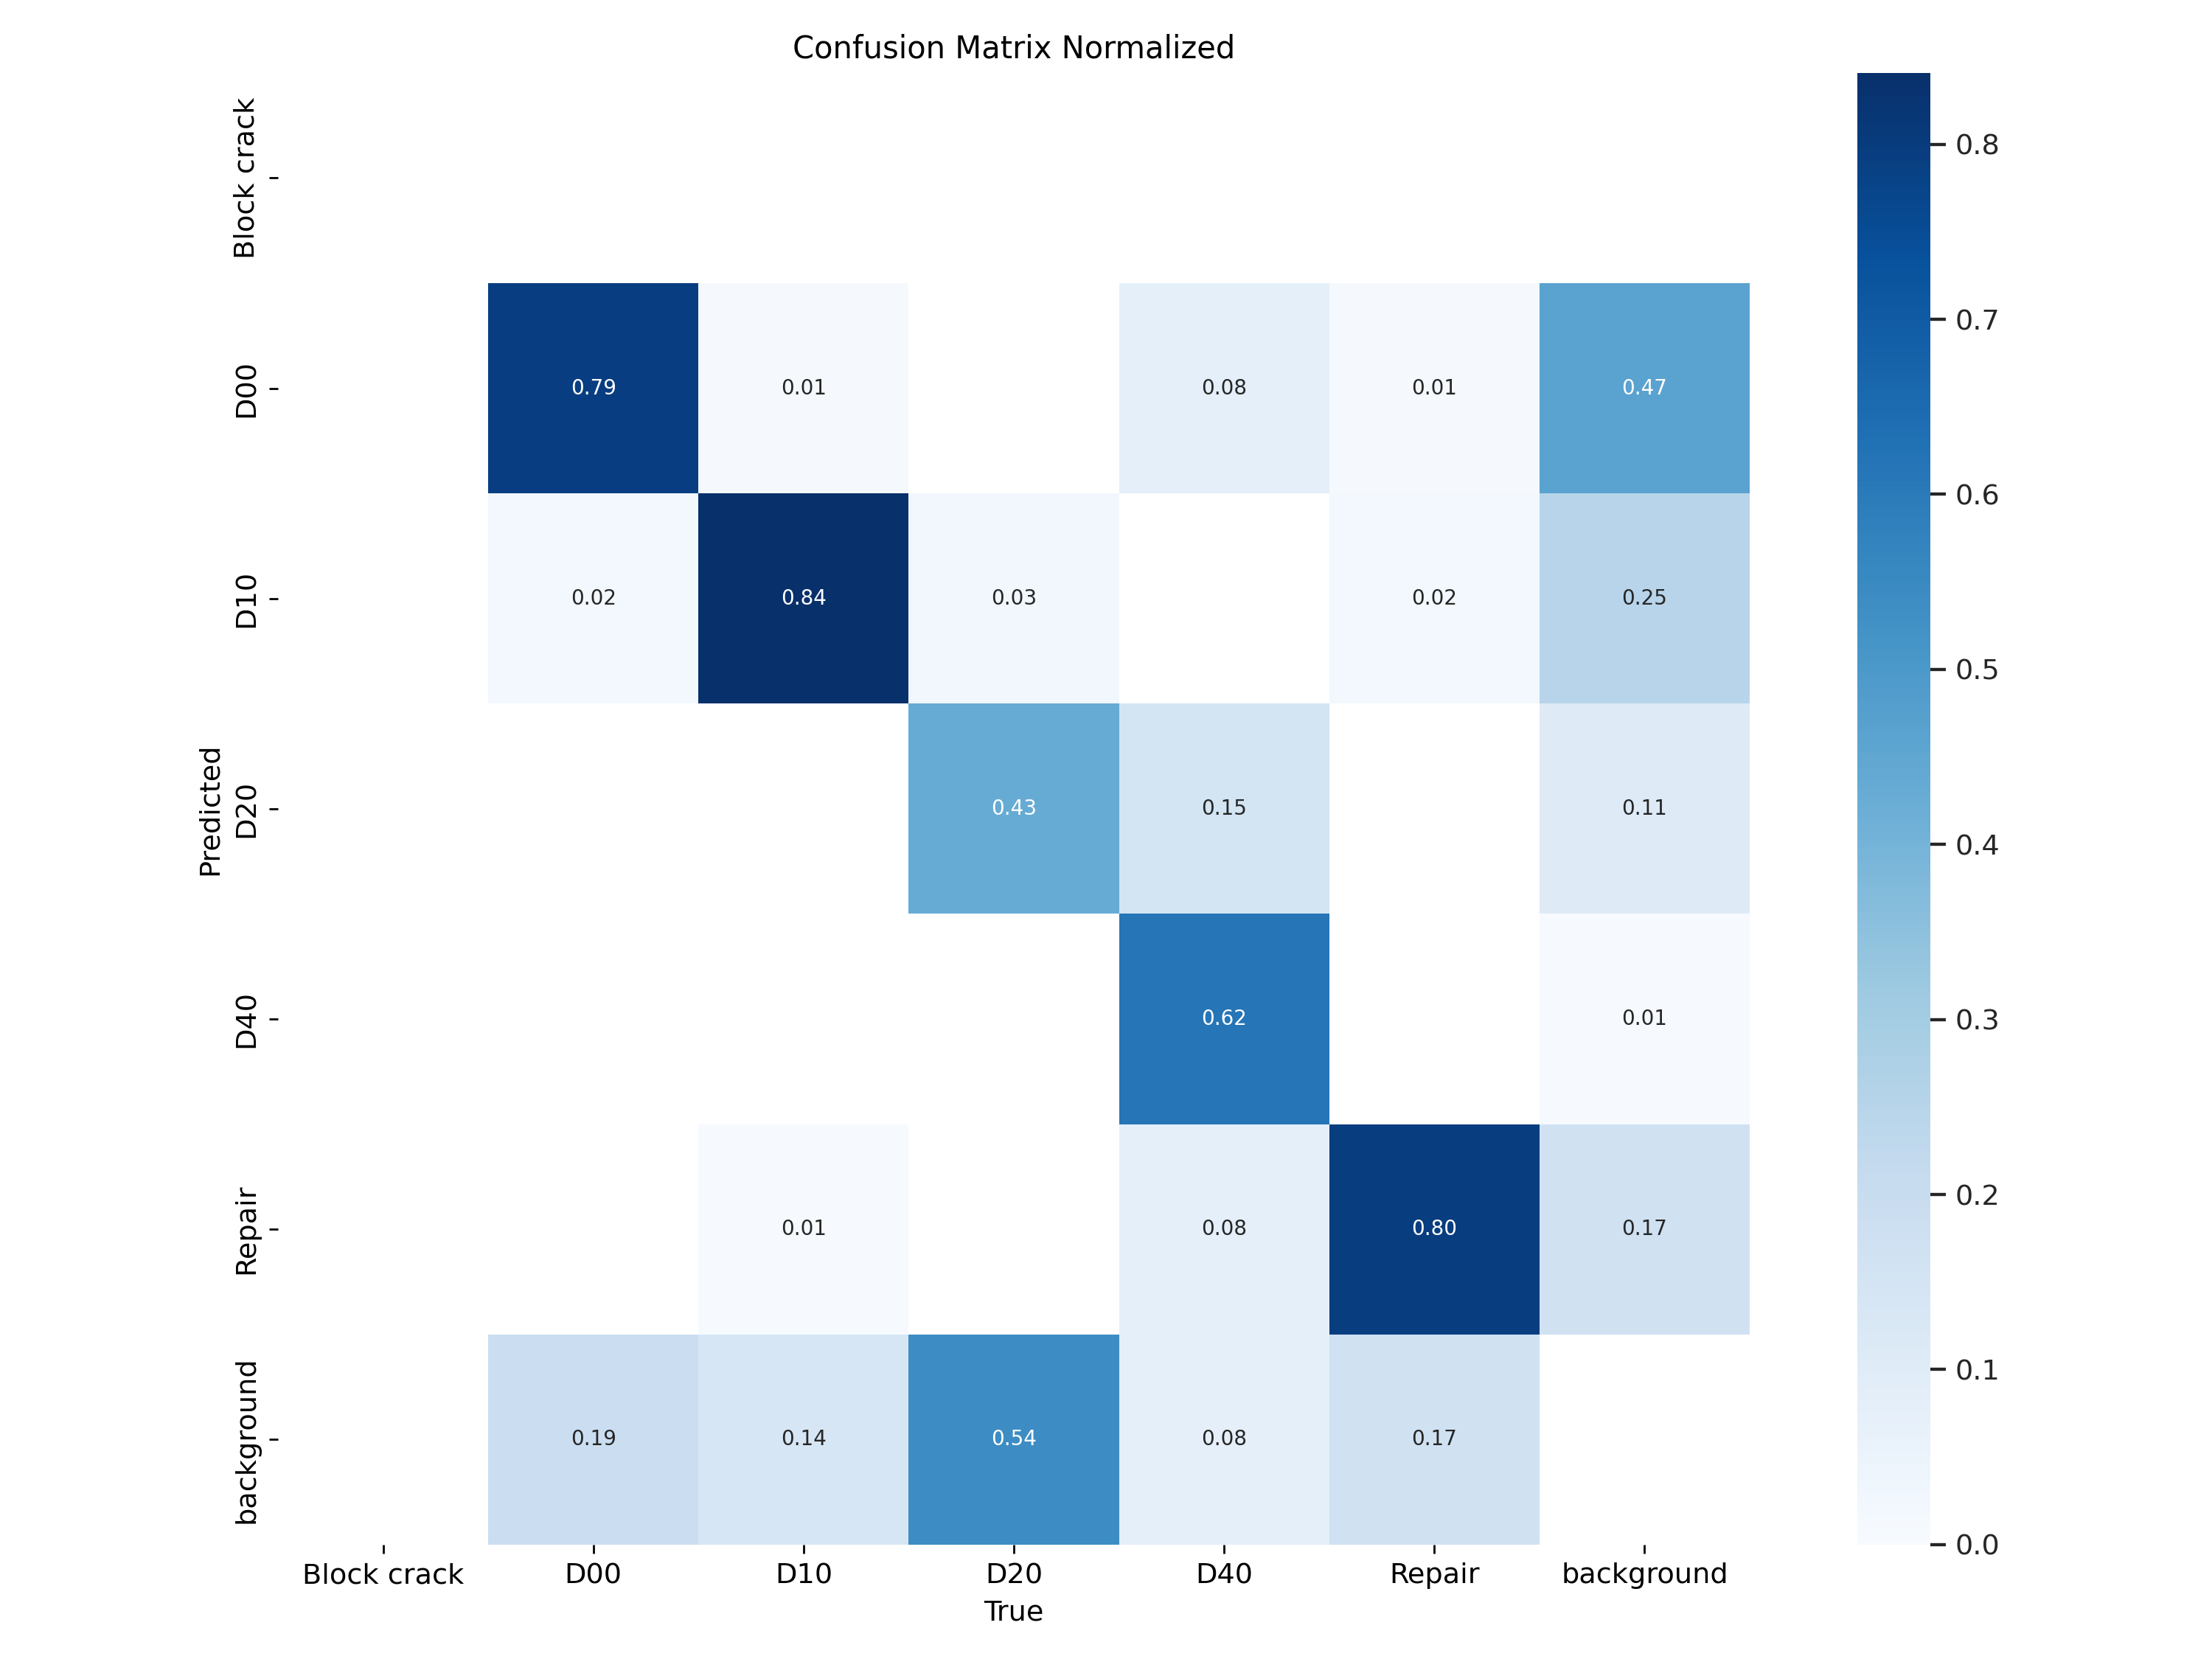 Confusion Matrix Normalized
Block crack
D00 0.79 0.01 0.08 0.01 0.47
D10 0.02 0.84 0.03 0.02 0.25
D20 0.43 0.15 0.11
D40 0.62 0.01
Repair 0.01 0.08 0.80 0.17
background 0.19 0.14 0.54 0.08 0.17
Predicted
Block crack D00 D10 D20 D40 Repair background
True
0.8
0.7
0.6
0.5
0.4
0.3
0.2
0.1
0.0